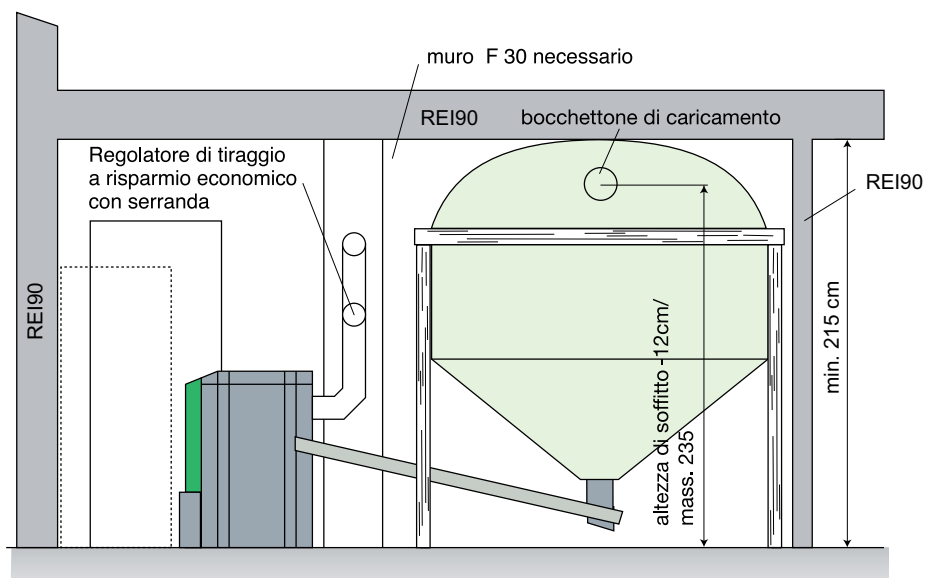 muro F 30 necessario
REI90
bocchettone di caricamento
Regolatore di tiraggio
a risparmio economico
con serranda
REI90
REI90
altezza di soffitto -12cm/
mass. 235
min. 215 cm